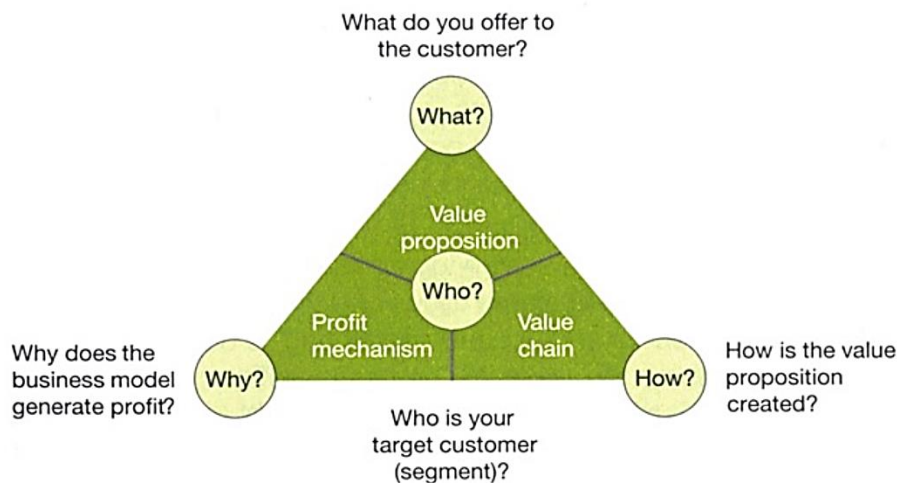 What do you offer to
the customer?
What?
Value
proposition
Who?
Profit
mechanism
Value
chain
Why does the
business model
generate profit?
Why?
How?
How is the value
proposition
created?
Who is your
target customer
(segment)?